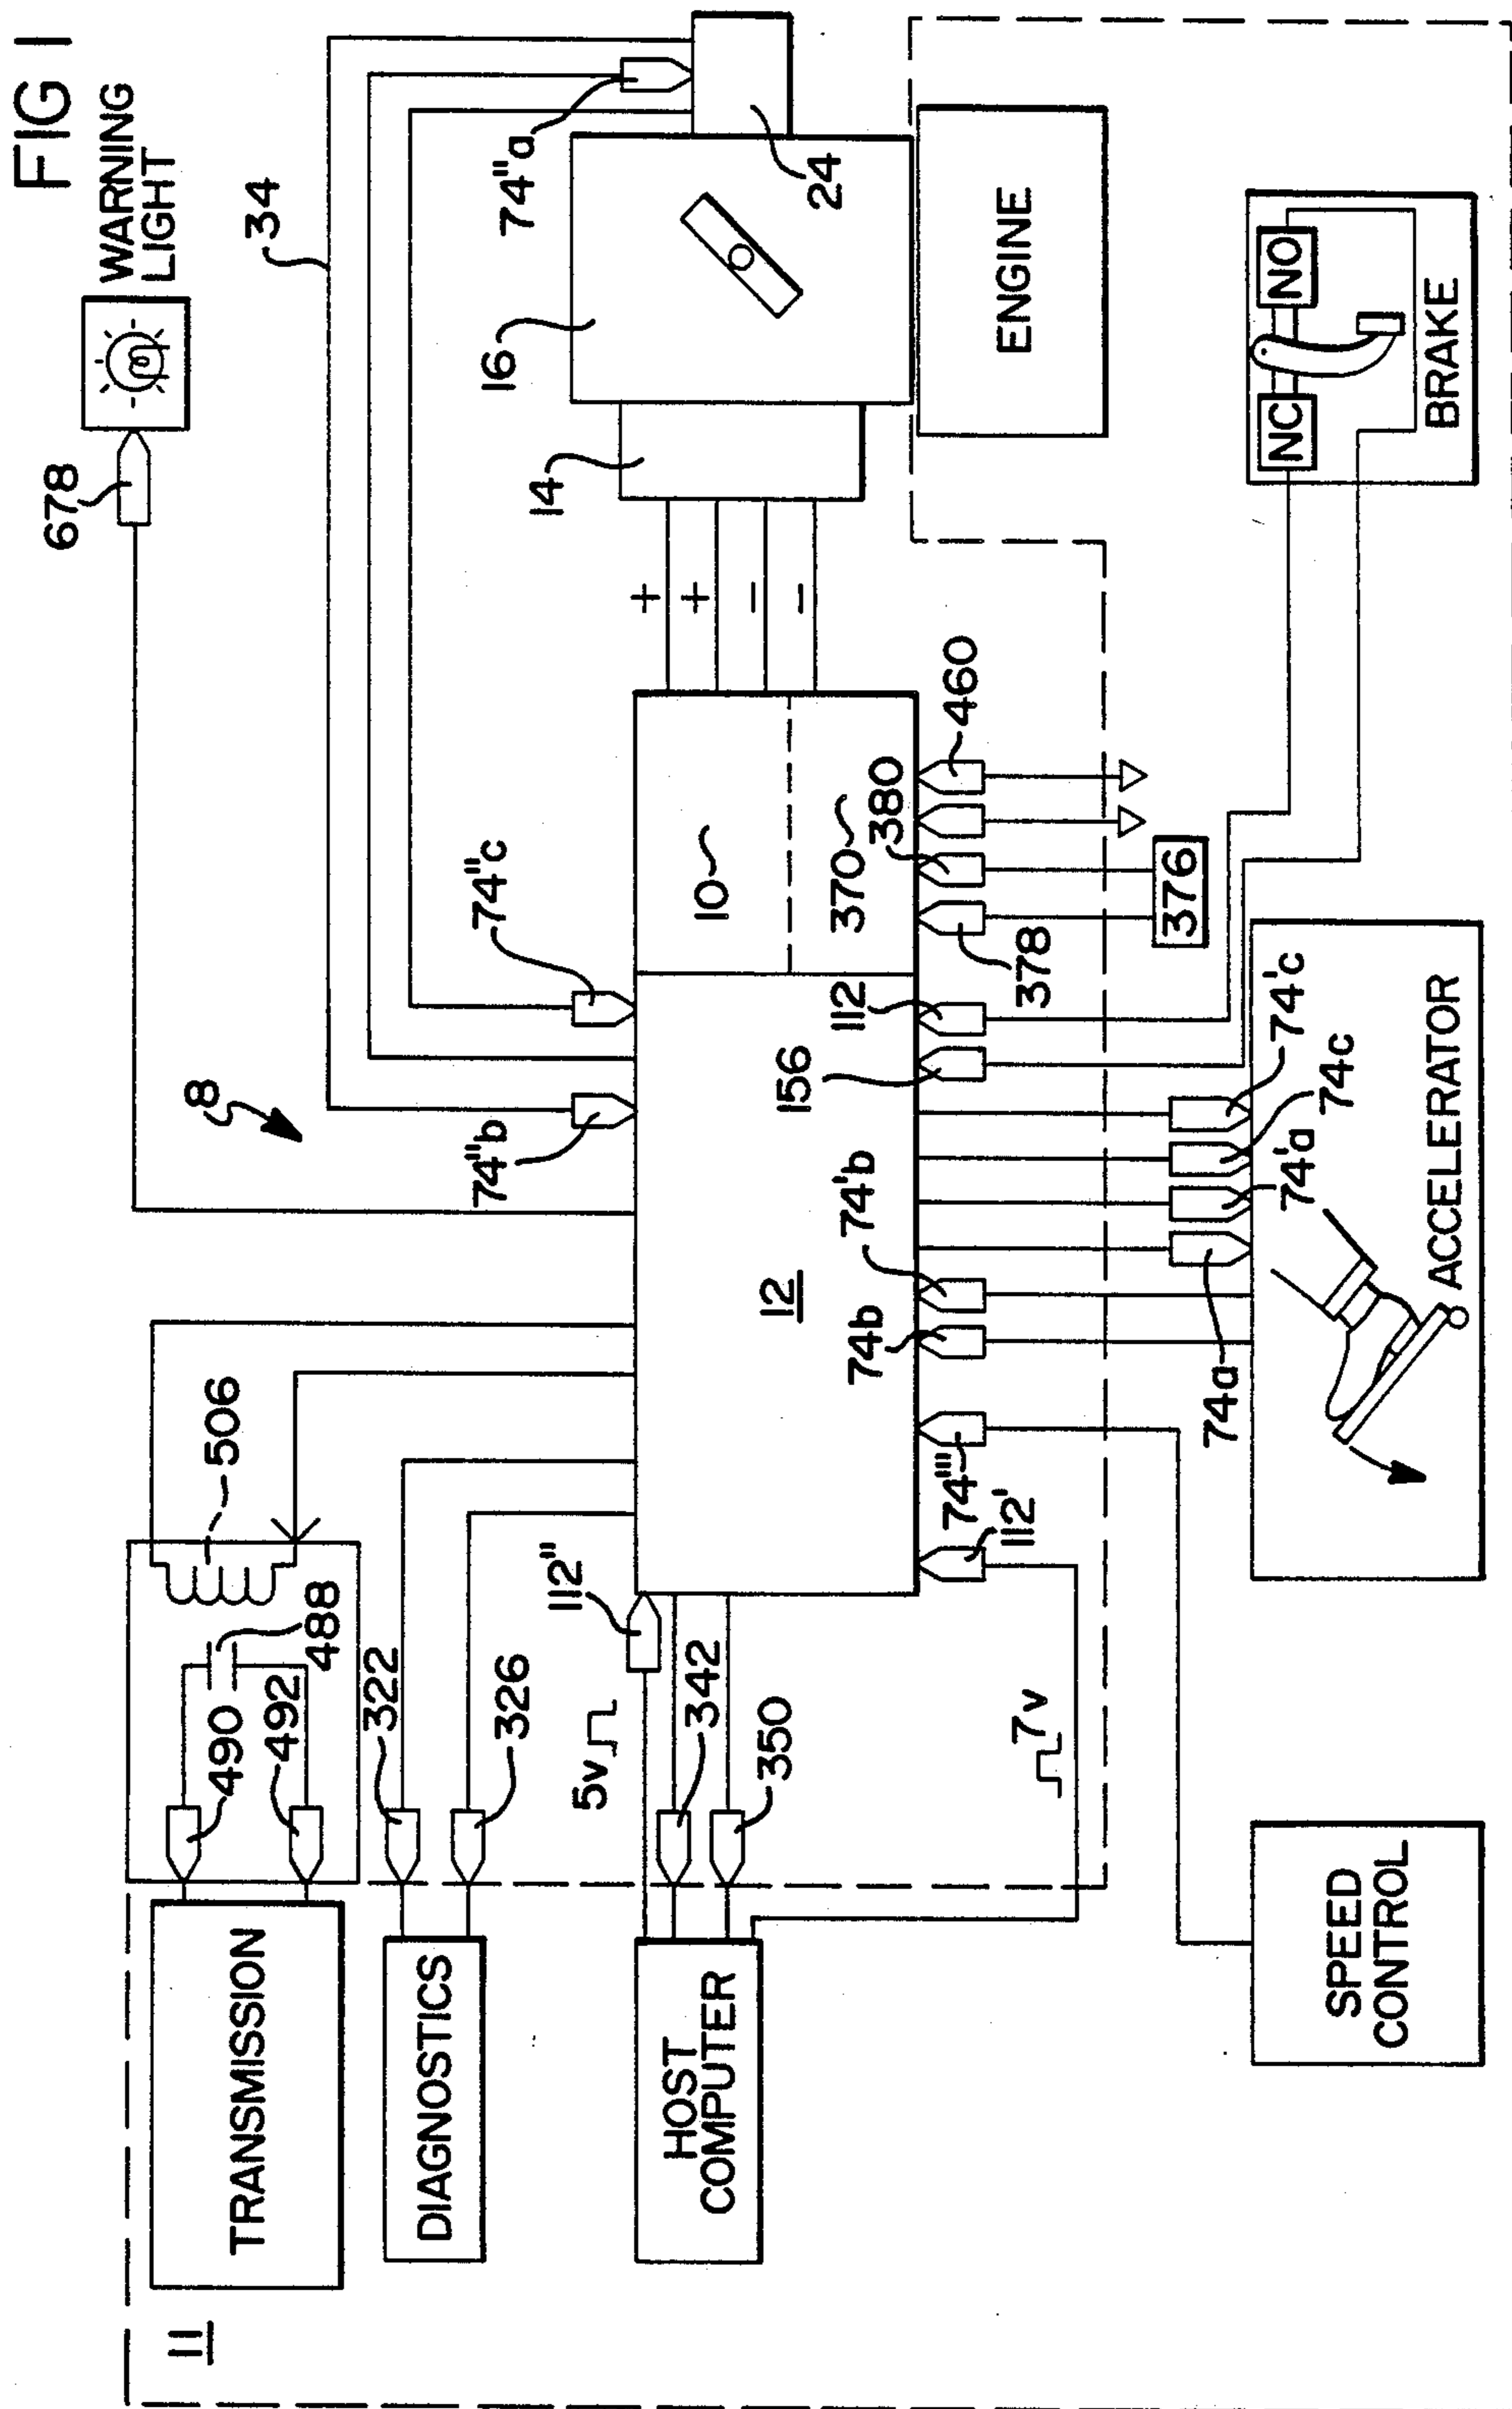 FIG 1
WARNING
LIGHT
678
34
74"a
24
16
14
ENGINE
+
+
−
−
NO
NC
BRAKE
8
74"c
74"b
10
370
380
460
378
376
112
156
12
74'b
74b
74'c
74c
74'a
74a
ACCELERATOR
74'''
112'
112"
506
488
490
492
322
326
5v
342
350
7v
TRANSMISSION
DIAGNOSTICS
HOST
COMPUTER
SPEED
CONTROL
11